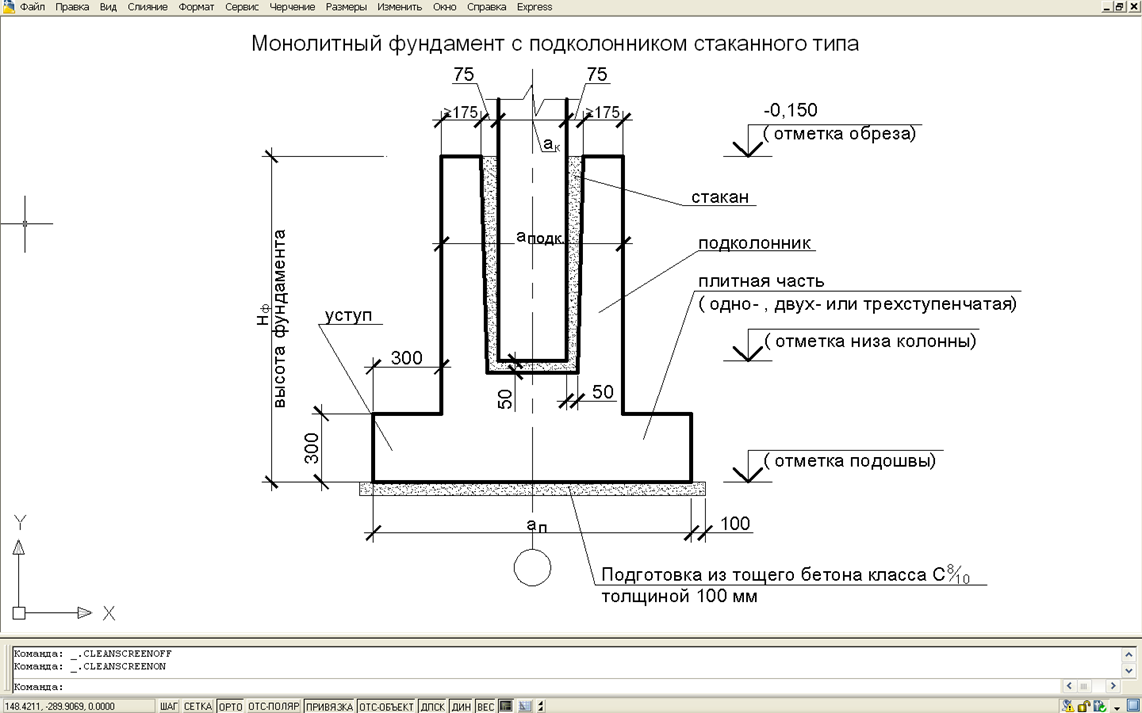 Файл Правка Вид Слияние Формат Сервис Черчение Размеры Изменить Окно Справка Express
Монолитный фундамент с подколонником стаканного типа
75 75
≥175 ≥175
-0,150
( отметка обреза)
aк
стакан
aподк.
подколонник
плитная часть
( одно- , двух- или трехступенчатая)
Hф
высота фундамента
уступ
( отметка низа колонны)
300
50
50
300
( отметка подошвы)
aп
100
Подготовка из тощего бетона класса C8/10
толщиной 100 мм
Y
X
Команда: _.CLEANSCREENOFF
Команда: _.CLEANSCREENON
Команда:
148.4211, -289.9069, 0.0000 ШАГ СЕТКА ОРТО ОТС-ПОЛЯР ПРИВЯЗКА ОТС-ОБЪЕКТ ДПСК ДИН ВЕС